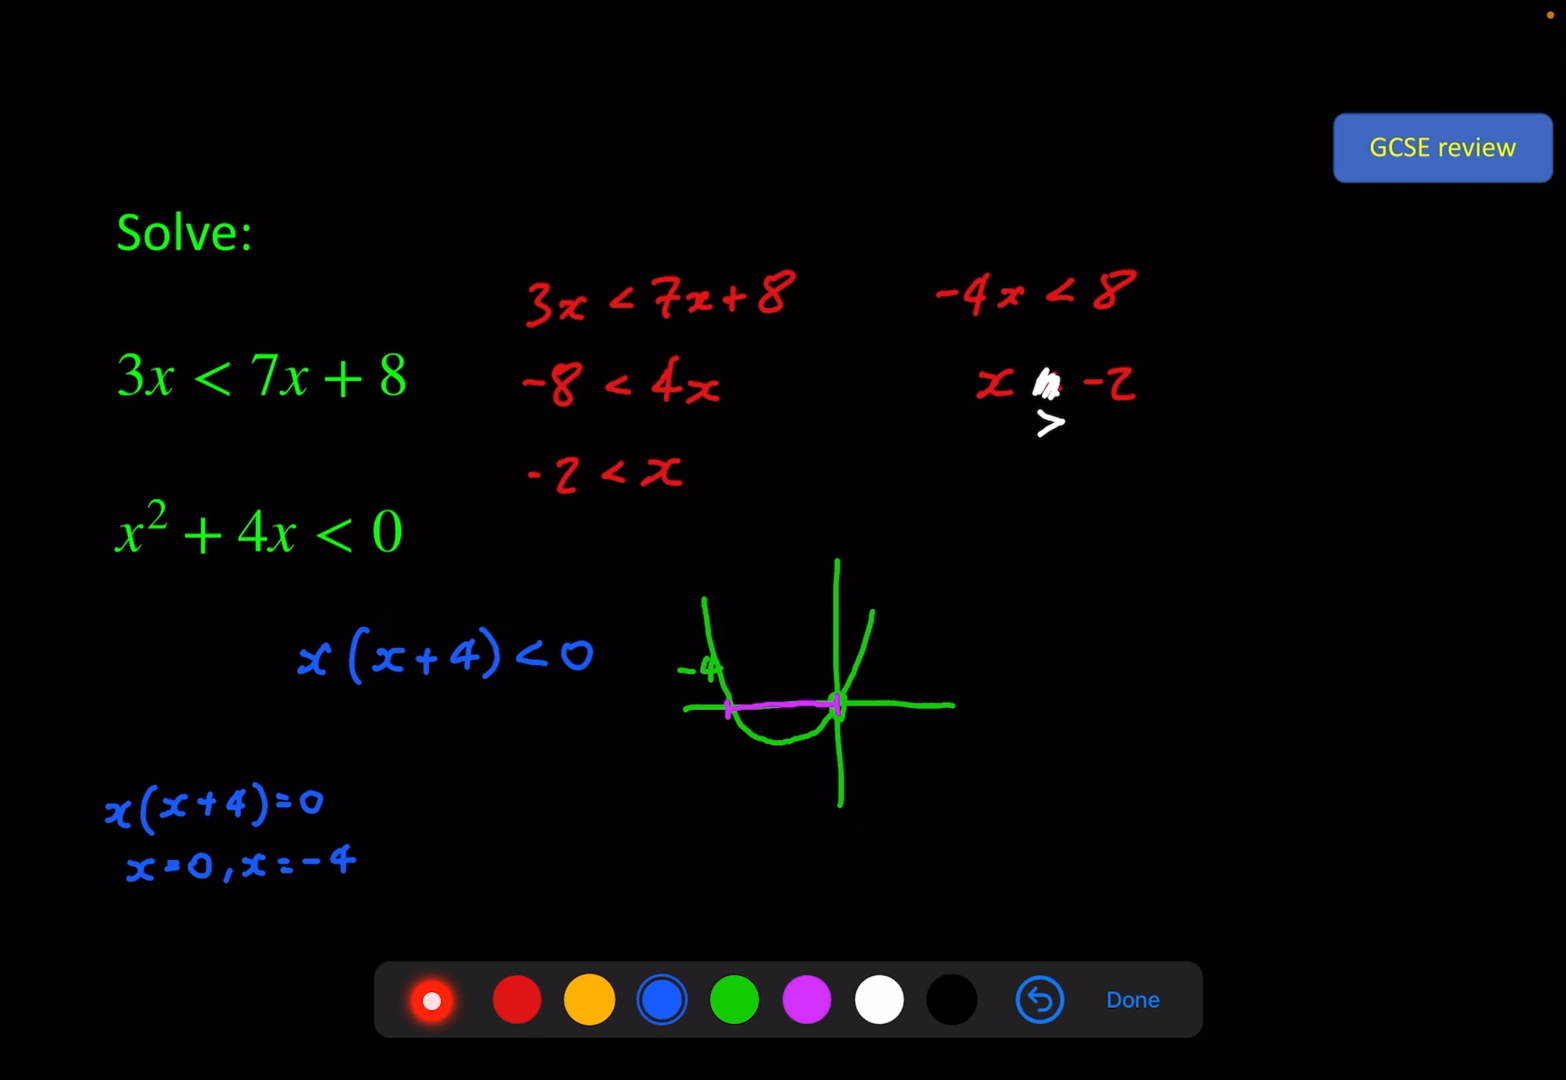 GCSE review
Solve:
3x < 7x + 8
x² + 4x < 0
3x < 7x + 8
-8 < 4x
-2 < x
-4x < 8
x -2
>
x(x+4) < 0
-4
x(x+4)=0
x=0, x=-4
Done